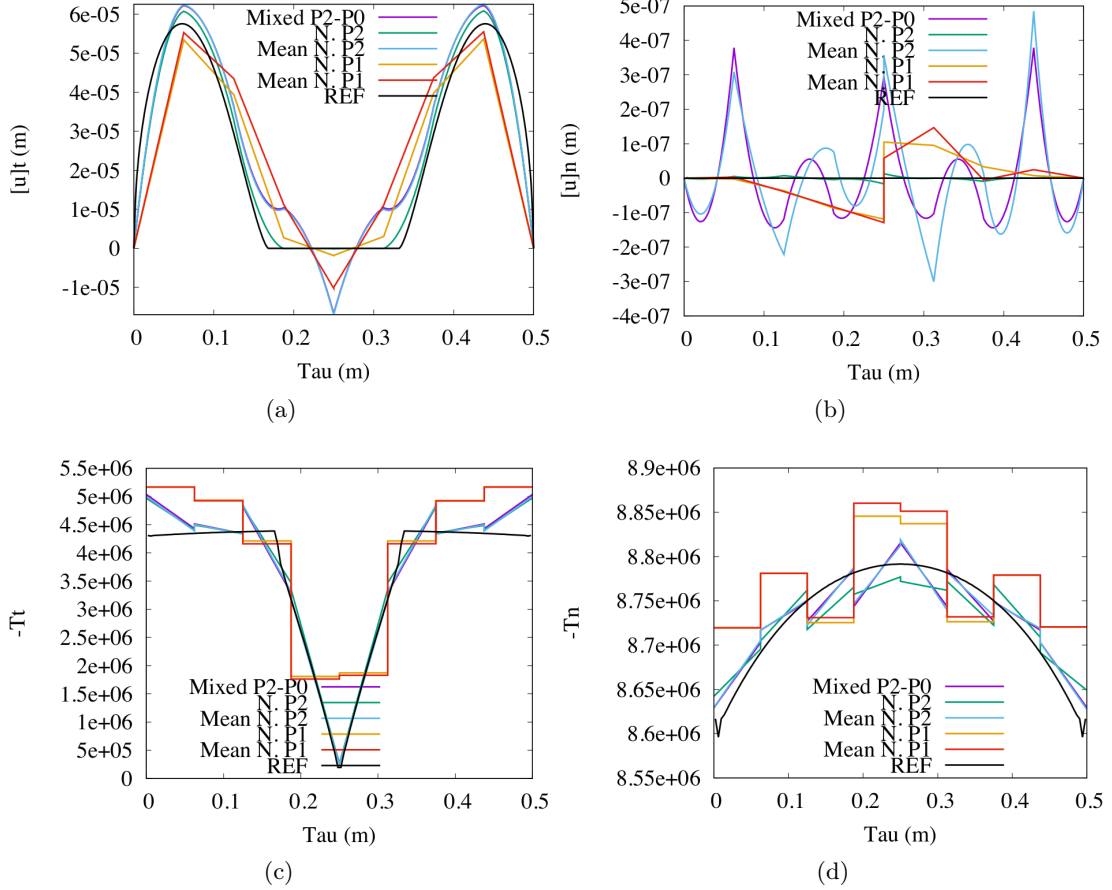 6e-05
5e-05
4e-05
3e-05
2e-05
1e-05
0
-1e-05
[u]t (m)
Mixed P2-P0
N. P2
Mean N. P2
N. P1
Mean N. P1
REF
0 0.1 0.2 0.3 0.4 0.5
Tau (m)
(a)
5e-07
4e-07
3e-07
2e-07
1e-07
0
-1e-07
-2e-07
-3e-07
-4e-07
[u]n (m)
Mixed P2-P0
N. P2
Mean N. P2
N. P1
Mean N. P1
REF
0 0.1 0.2 0.3 0.4 0.5
Tau (m)
(b)
5.5e+06
5e+06
4.5e+06
4e+06
3.5e+06
3e+06
2.5e+06
2e+06
1.5e+06
1e+06
5e+05
0
-Tt
Mixed P2-P0
N. P2
Mean N. P2
N. P1
Mean N. P1
REF
0 0.1 0.2 0.3 0.4 0.5
Tau (m)
(c)
8.9e+06
8.85e+06
8.8e+06
8.75e+06
8.7e+06
8.65e+06
8.6e+06
8.55e+06
-Tn
Mixed P2-P0
N. P2
Mean N. P2
N. P1
Mean N. P1
REF
0 0.1 0.2 0.3 0.4 0.5
Tau (m)
(d)